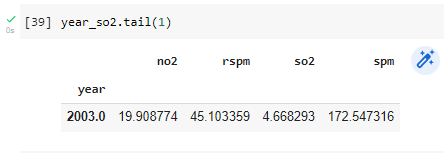 [39] year_so2.tail(1)
0s
no2 rspm so2 spm
year
2003.0 19.908774 45.103359 4.668293 172.547316